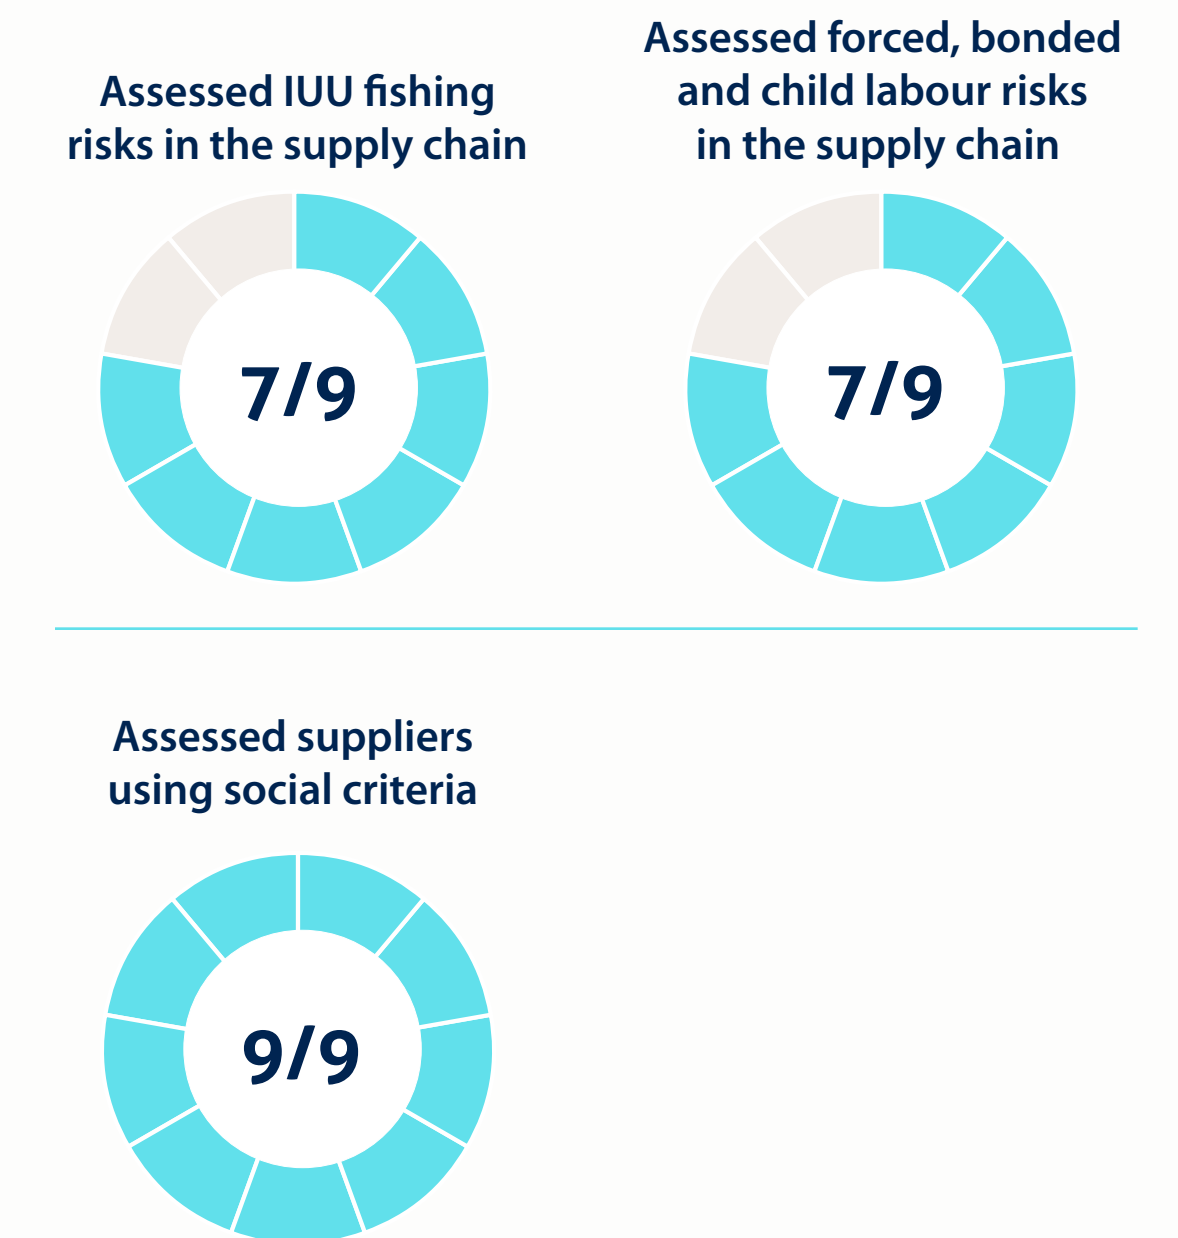 Assessed IUU fishing
risks in the supply chain
7/9
Assessed forced, bonded
and child labour risks
in the supply chain
7/9
Assessed suppliers
using social criteria
9/9